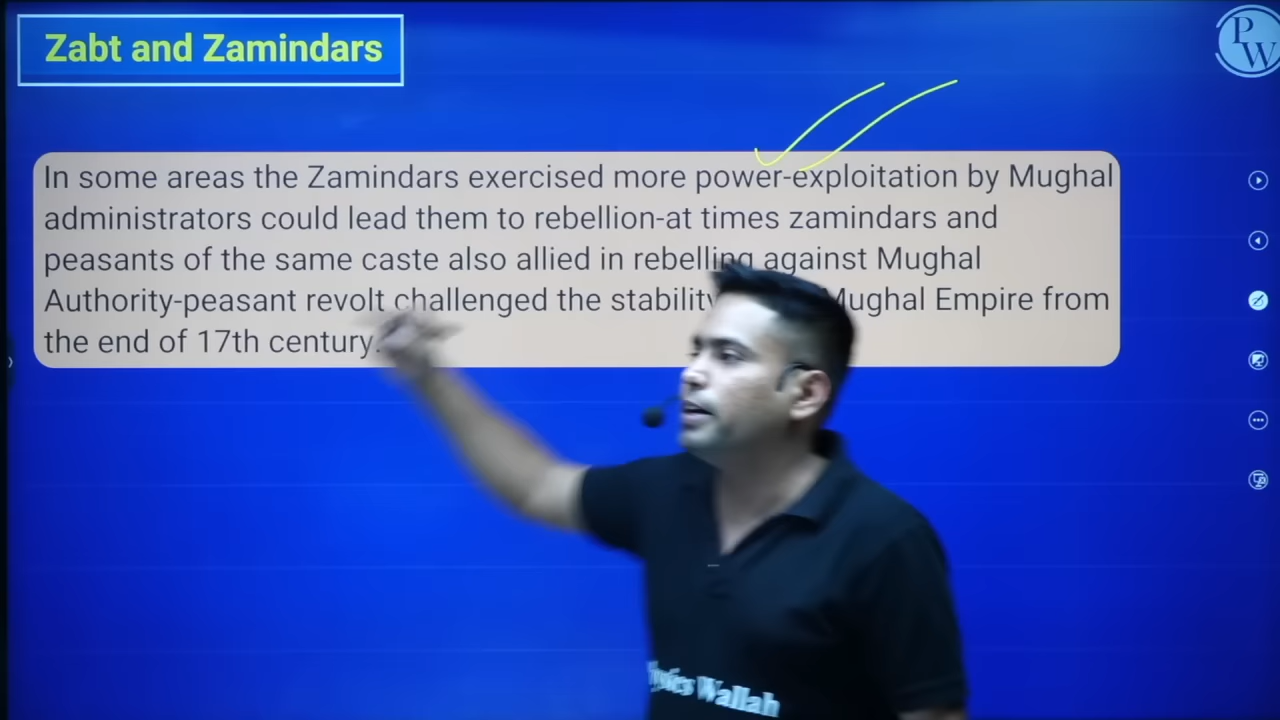 Zabt and Zamindars
PW
In some areas the Zamindars exercised more power-exploitation by Mughal
administrators could lead them to rebellion-at times zamindars and
peasants of the same caste also allied in rebelling against Mughal
Authority-peasant revolt challenged the stability Mughal Empire from
the end of 17th century.
Wallah